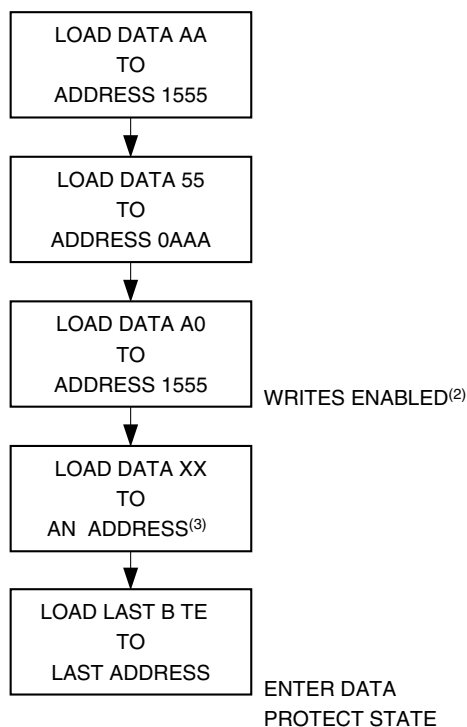 LOAD DATA AA
TO
ADDRESS 1555
LOAD DATA 55
TO
ADDRESS 0AAA
LOAD DATA A0
TO
ADDRESS 1555
WRITES ENABLED(2)
LOAD DATA XX
TO
AN ADDRESS(3)
LOAD LAST B TE
TO
LAST ADDRESS
ENTER DATA
PROTECT STATE